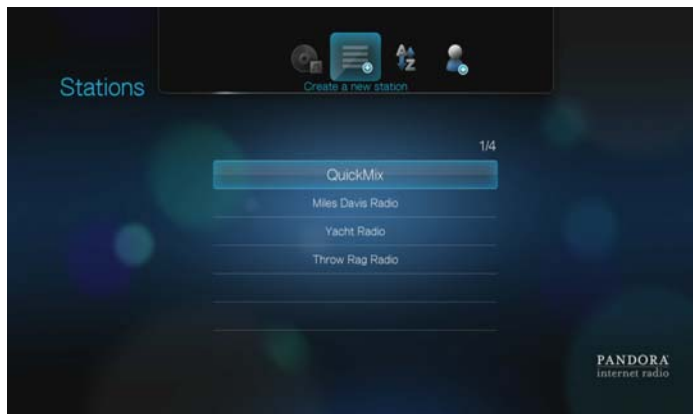 Stations
A
Z
Create a new station
1/4
QuickMix
Miles Davis Radio
Yacht Radio
Throw Rag Radio
PANDORA
internet radio